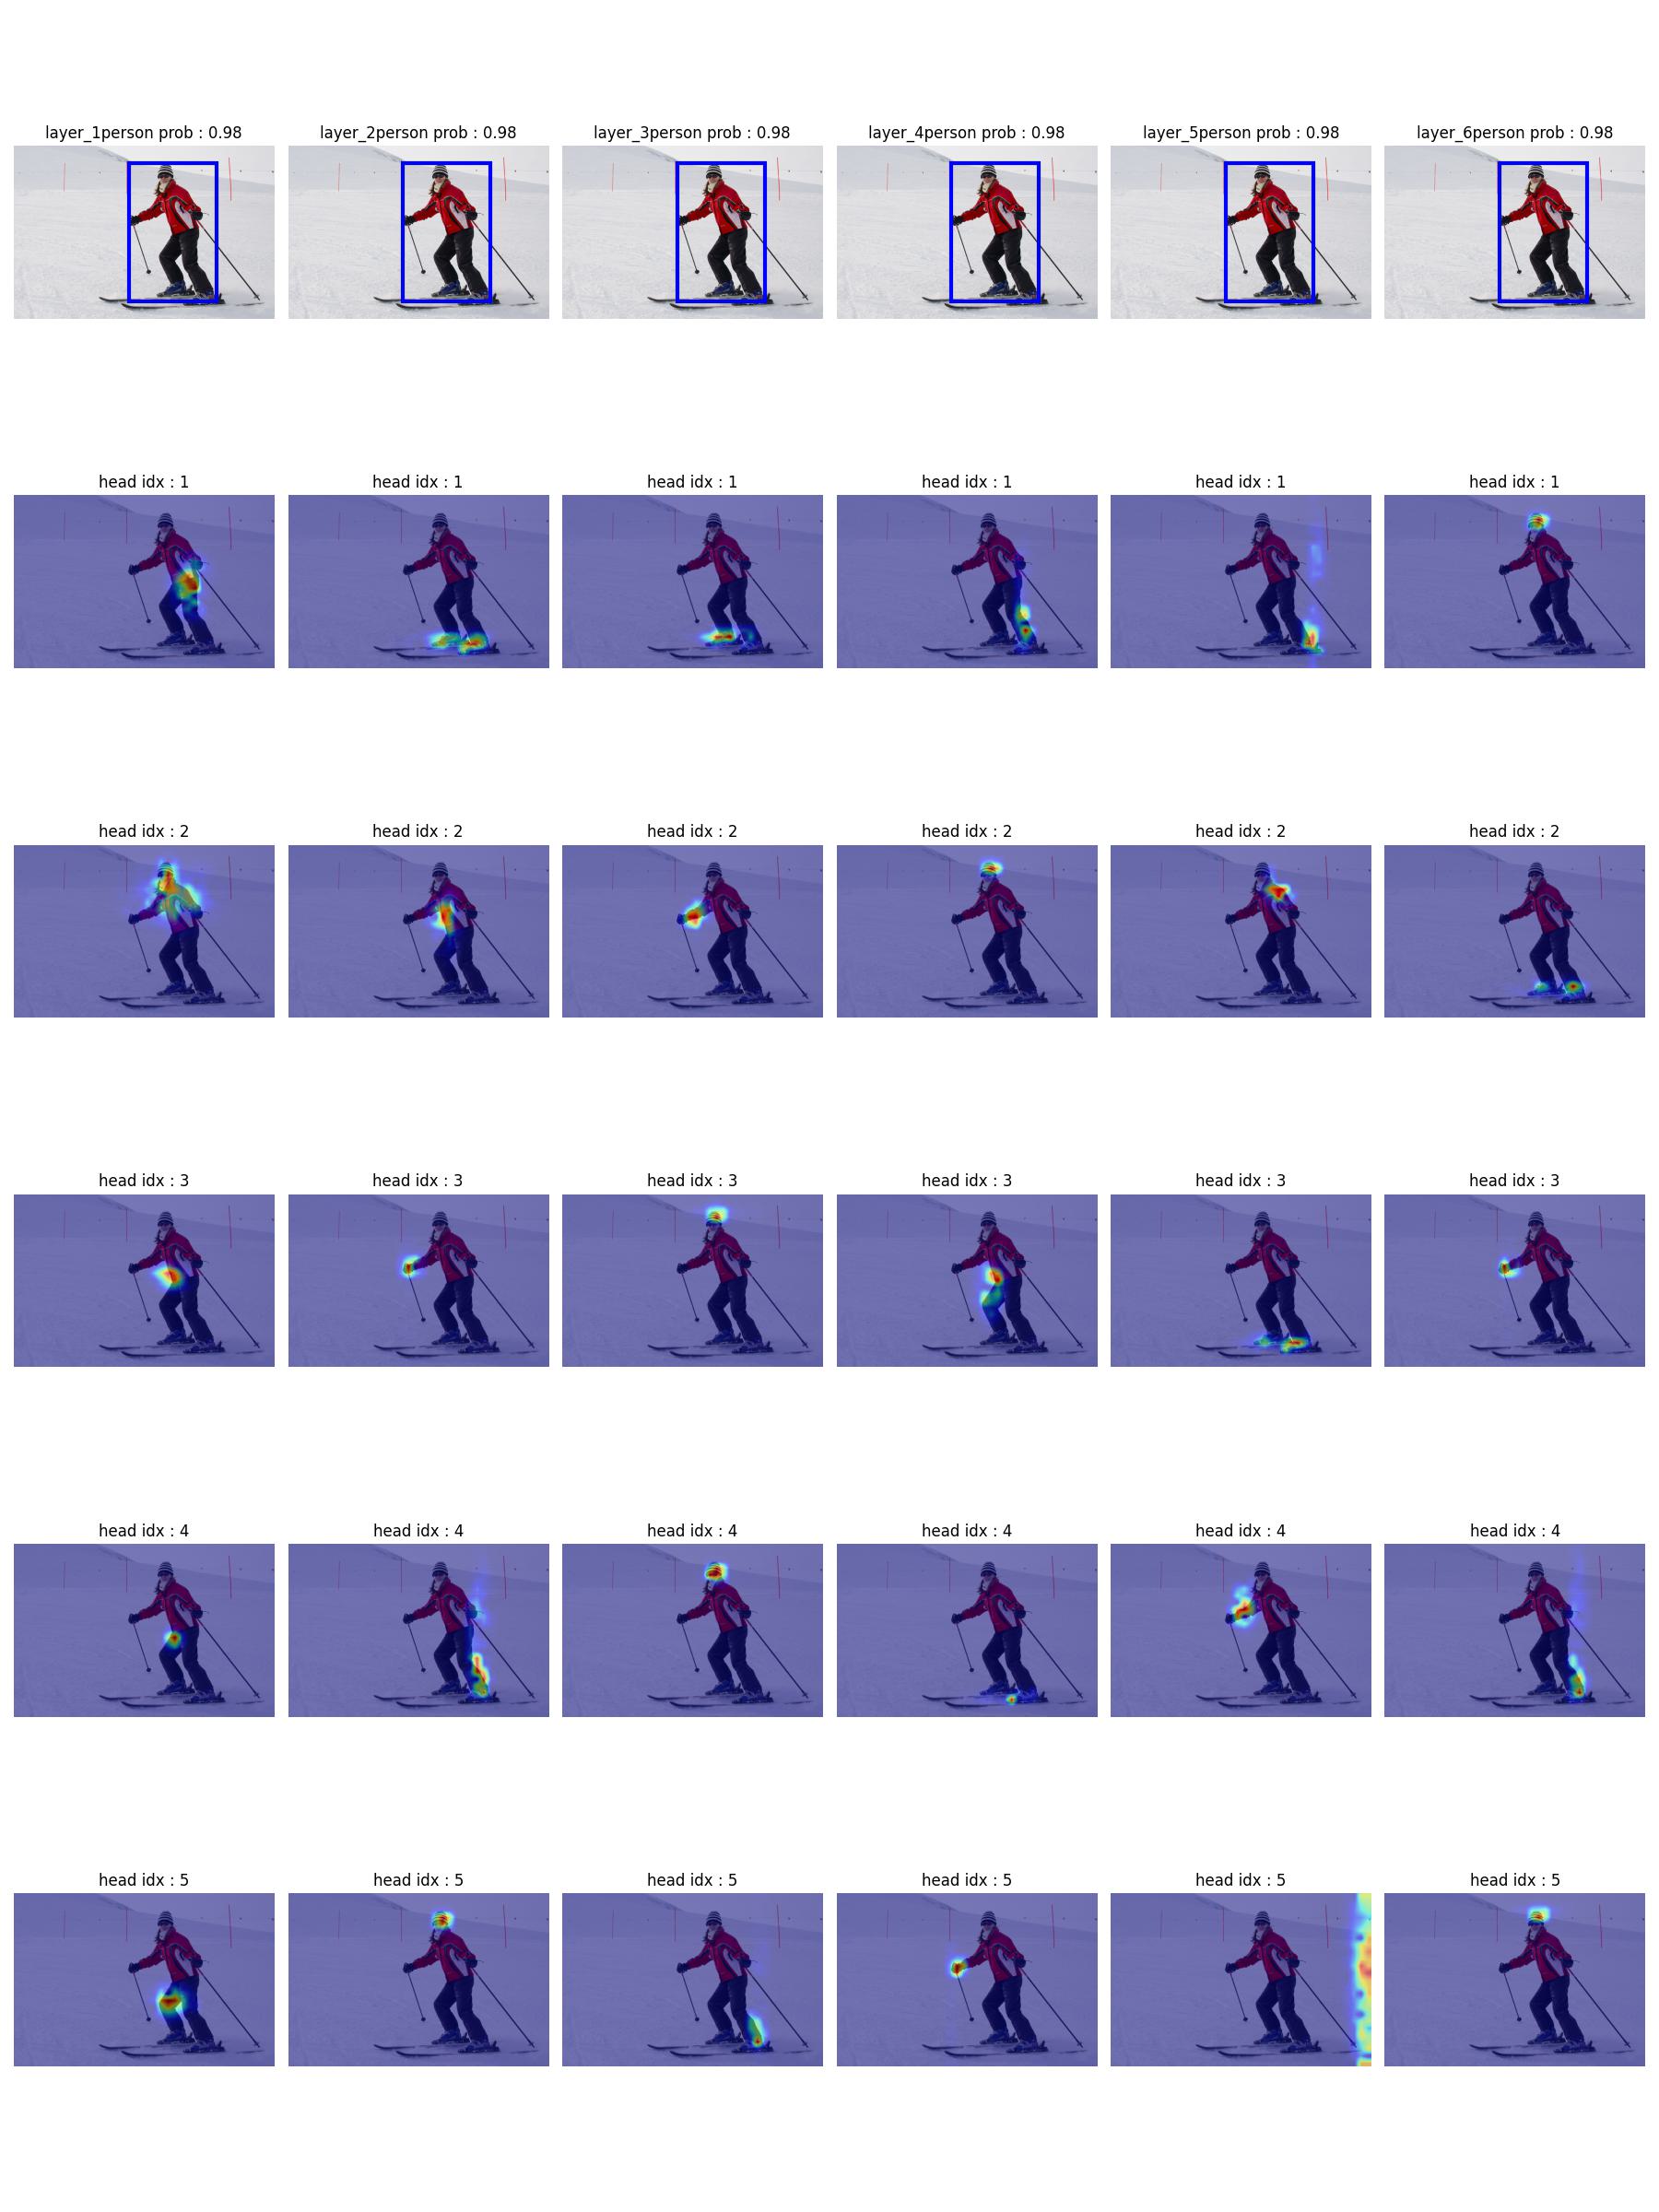 layer_1person prob : 0.98 layer_2person prob : 0.98 layer_3person prob : 0.98 layer_4person prob : 0.98 layer_5person prob : 0.98 layer_6person prob : 0.98
head idx : 1 head idx : 1 head idx : 1 head idx : 1 head idx : 1 head idx : 1
head idx : 2 head idx : 2 head idx : 2 head idx : 2 head idx : 2 head idx : 2
head idx : 3 head idx : 3 head idx : 3 head idx : 3 head idx : 3 head idx : 3
head idx : 4 head idx : 4 head idx : 4 head idx : 4 head idx : 4 head idx : 4
head idx : 5 head idx : 5 head idx : 5 head idx : 5 head idx : 5 head idx : 5